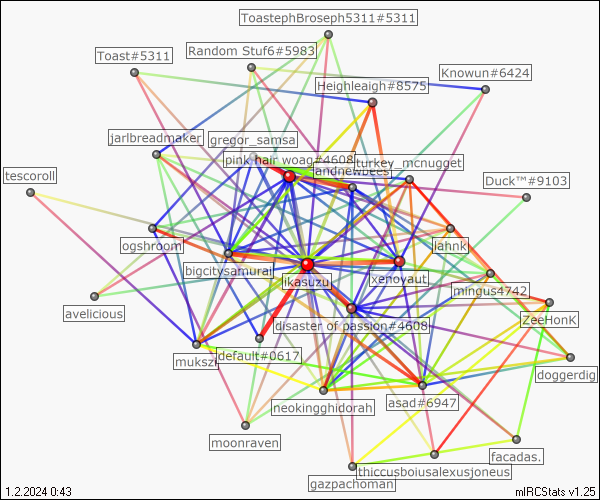 ToastephBroseph5311#5311
Random Stuf6#5983
Toast#5311
Knowun#6424
Heighleaigh#8575
jarlbreadmaker
gregor_samsa
pink hair woag#4608
turkey_mcnugget
andnewbees
tescoroll
Duck™#9103
ogshroom
liahnk
bigcitysamurai
likasuzu
xenoyaut
mingus4742
avelicious
disaster of passion#4608
ZeeHonK
mukszi
default#0617
doggerdig
neokingghidorah
asad#6947
moonraven
facadas.
thiccusboiusalexusjoneus
gazpachoman
1.2.2024 0:43
mIRCStats v1.25